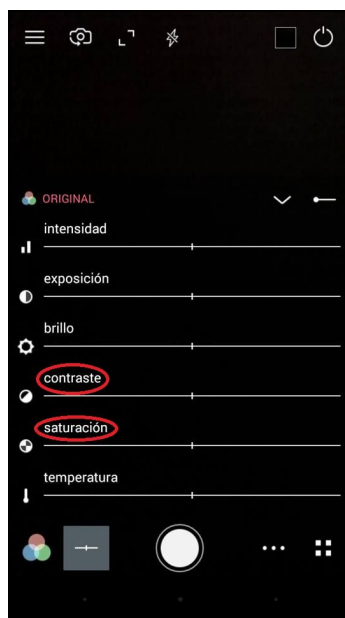 ORIGINAL
intensidad
exposición
brillo
contraste
saturación
temperatura